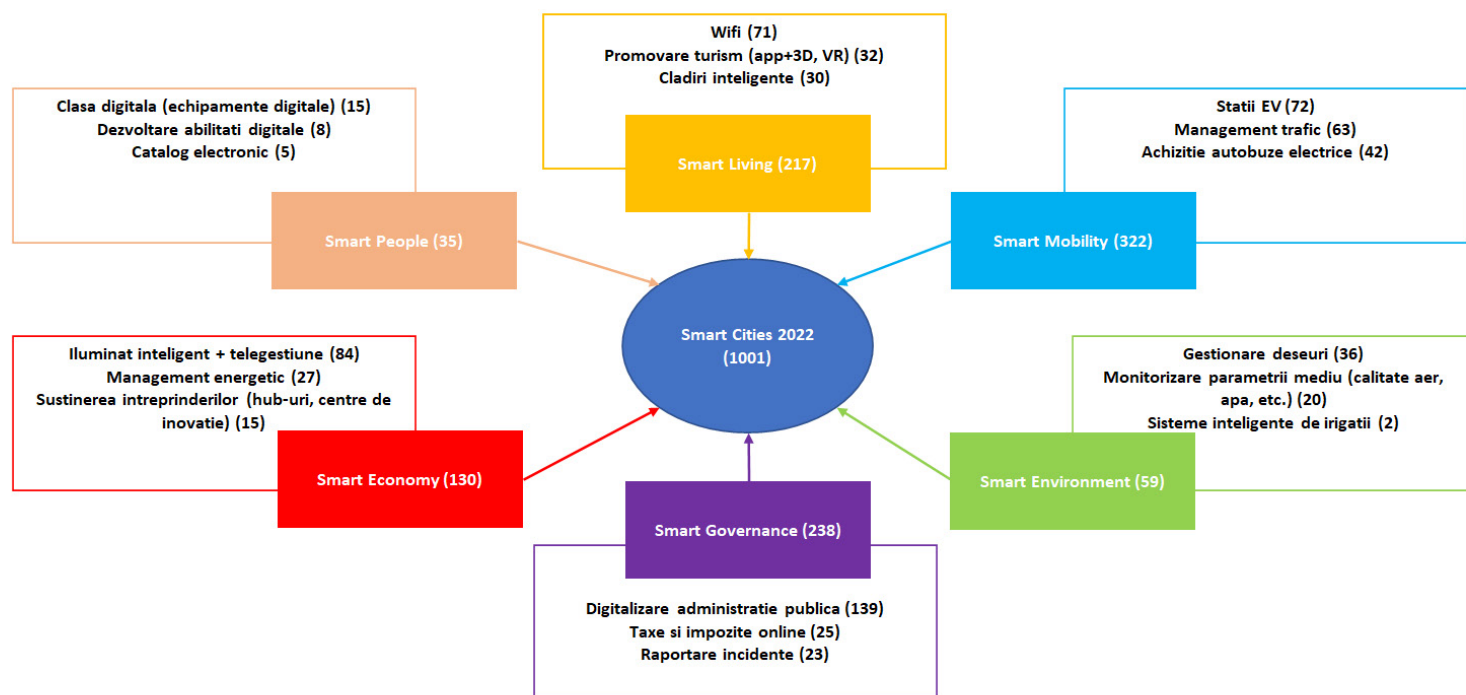 Wifi (71)
Promovare turism (app+3D, VR) (32)
Cladiri inteligente (30)
Smart Living (217)
Clasa digitala (echipamente digitale) (15)
Dezvoltare abilitati digitale (8)
Catalog electronic (5)
Smart People (35)
Statii EV (72)
Management trafic (63)
Achizitie autobuze electrice (42)
Smart Mobility (322)
Smart Cities 2022
(1001)
Iluminat inteligent + telegestiune (84)
Management energetic (27)
Sustinerea intreprinderilor (hub-uri, centre de
inovatie) (15)
Smart Economy (130)
Gestionare deseuri (36)
Monitorizare parametrii mediu (calitate aer,
apa, etc.) (20)
Sisteme inteligente de irigatii (2)
Smart Environment (59)
Smart Governance (238)
Digitalizare administratie publica (139)
Taxe si impozite online (25)
Raportare incidente (23)